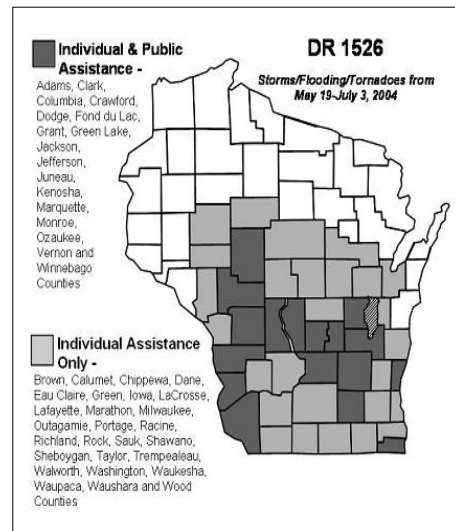 Individual & Public
Assistance -
Adams, Clark,
Columbia, Crawford,
Dodge, Fond du Lac,
Grant, Green Lake,
Jackson,
Jefferson,
Juneau,
Kenosha,
Marquette,
Monroe,
Ozaukee,
Vernon and
Winnebago
Counties
DR 1526
Storms/Flooding/Tornadoes from
May 19-July 3, 2004
Individual Assistance
Only -
Brown, Calumet, Chippewa, Dane,
Eau Claire, Green, Iowa, LaCrosse,
Lafayette, Marathon, Milwaukee,
Outagamie, Portage, Racine,
Richland, Rock, Sauk, Shawano,
Sheboygan, Taylor, Trempealeau,
Walworth, Washington, Waukesha,
Waupaca, Waushara and Wood
Counties